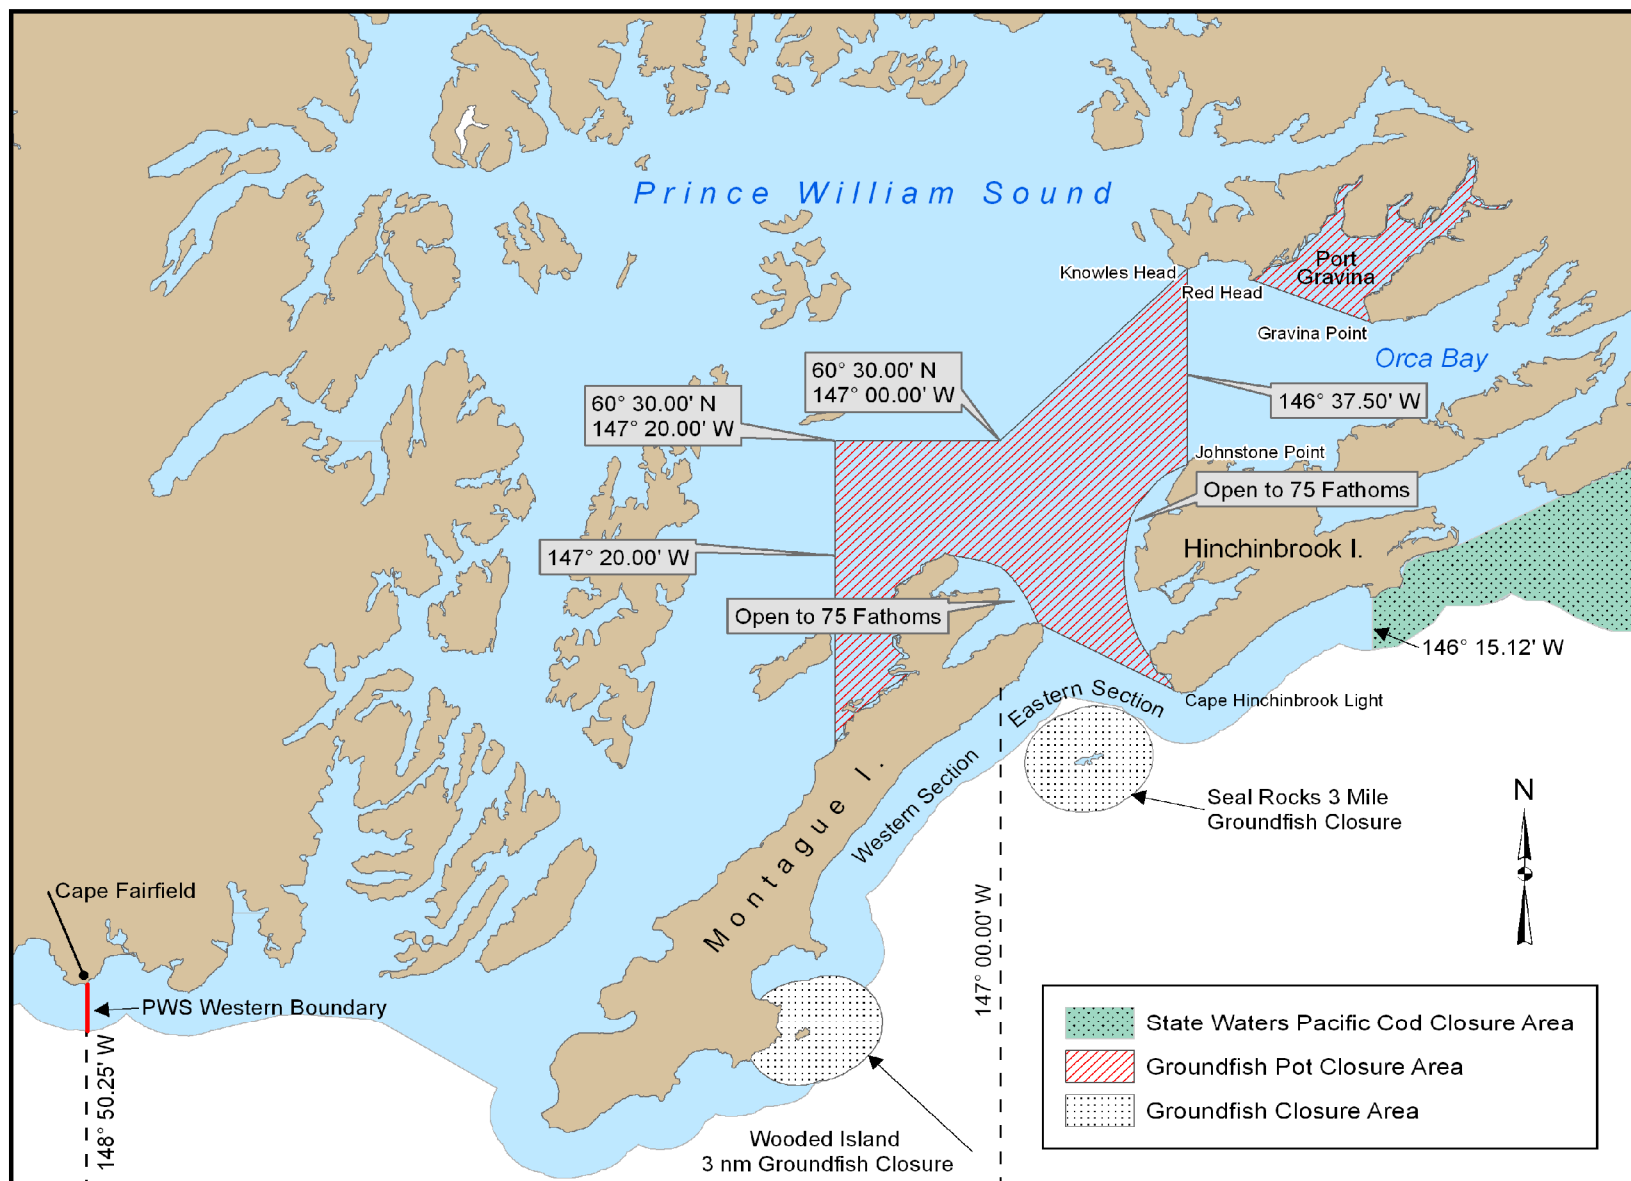 Prince William Sound
Knowles Head
Red Head
Port
Gravina
Gravina Point
Orca Bay
60° 30.00' N
147° 00.00' W
60° 30.00' N
147° 20.00' W
146° 37.50' W
Johnstone Point
Open to 75 Fathoms
147° 20.00' W
Hinchinbrook I.
Open to 75 Fathoms
146° 15.12' W
Cape Hinchinbrook Light
Eastern Section
Western Section
Montague I.
Seal Rocks 3 Mile
Groundfish Closure
N
Cape Fairfield
PWS Western Boundary
148° 50.25' W
147° 00.00' W
Wooded Island
3 nm Groundfish Closure
State Waters Pacific Cod Closure Area
Groundfish Pot Closure Area
Groundfish Closure Area